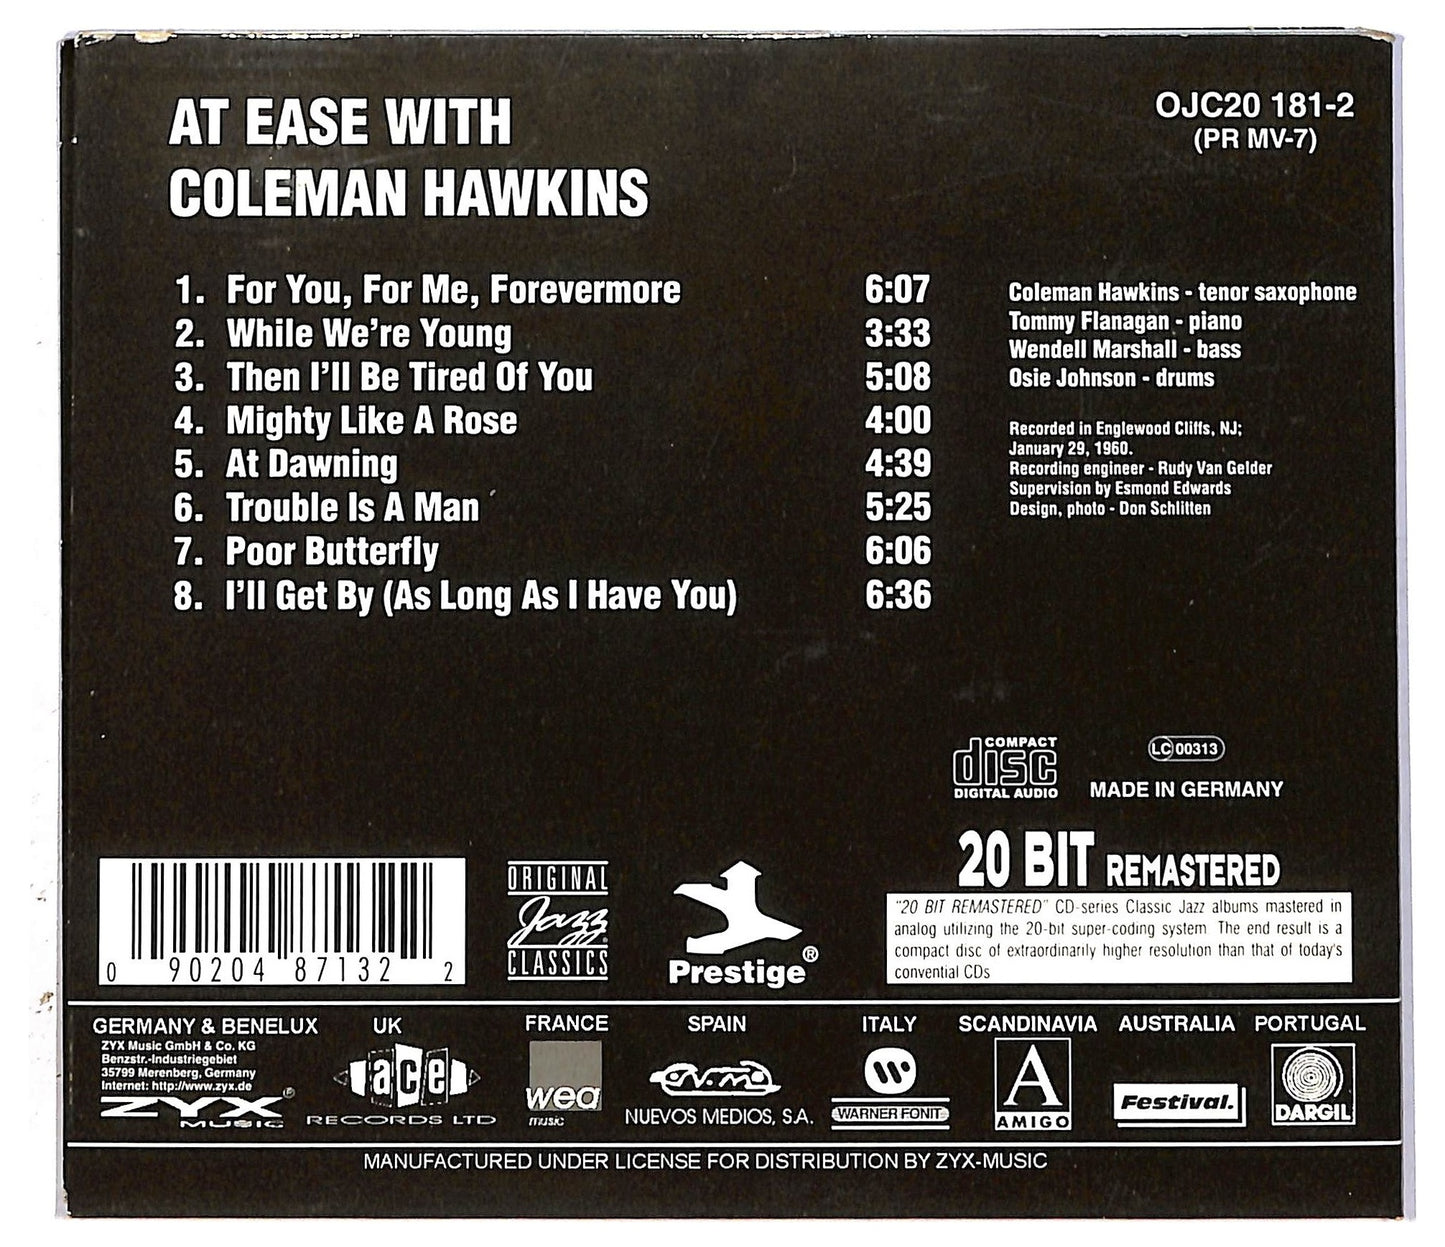 AT EASE WITH
COLEMAN HAWKINS
OJC20 181-2
(PR MV-7)
1. For You, For Me, Forevermore 6:07
2. While We're Young 3:33
3. Then I'll Be Tired Of You 5:08
4. Mighty Like A Rose 4:00
5. At Dawning 4:39
6. Trouble Is A Man 5:25
7. Poor Butterfly 6:06
8. I'll Get By (As Long As I Have You) 6:36
Coleman Hawkins - tenor saxophone
Tommy Flanagan - piano
Wendell Marshall - bass
Osie Johnson - drums
Recorded in Englewood Cliffs, NJ;
January 29, 1960.
Recording engineer - Rudy Van Gelder
Supervision by Esmond Edwards
Design, photo - Don Schlitten
COMPACT
disc
DIGITAL AUDIO
LC 00313
MADE IN GERMANY
20 BIT REMASTERED
"20 BIT REMASTERED" CD-series Classic Jazz albums mastered in
analog utilizing the 20-bit super-coding system. The end result is a
compact disc of extraordinarily higher resolution than that of today's
convential CDs
0 90204 87132 2
ORIGINAL
Jazz
CLASSICS
Prestige®
GERMANY & BENELUX
ZYX Music GmbH & Co. KG
Benzstr.-Industriegebiet
35799 Merenberg, Germany
Internet: http://www.zyx.de
ZYX®
MUSIC
UK
ace
RECORDS LTD
FRANCE
wea
music
SPAIN
NUEVOS MEDIOS, S.A.
ITALY
WARNER FONIT
SCANDINAVIA
A
AMIGO
AUSTRALIA
Festival.
PORTUGAL
DARGIL
MANUFACTURED UNDER LICENSE FOR DISTRIBUTION BY ZYX-MUSIC